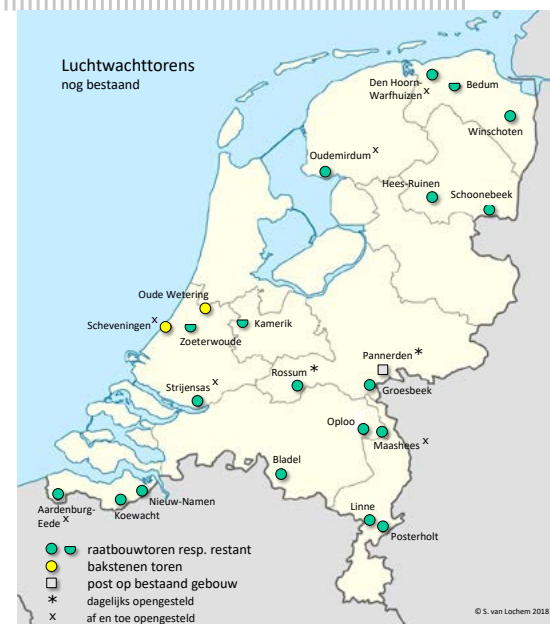 Luchtwachttorens
nog bestaand
Den Hoorn-
Warfhuizen x
Bedum
Winschoten
Oudemirdum x
Hees-Ruinen
Schoonebeek
Oude Wetering
Scheveningen x
Kamerik
Zoeterwoude
Pannerden *
Rossum *
Groesbeek
Strijensas x
Oploo
Maashees x
Bladel
Nieuw-Namen
Aardenburg-
Eede x
Koewacht
Linne
Posterholt
raatbouwtoren resp. restant
bakstenen toren
post op bestaand gebouw
* dagelijks opengesteld
x af en toe opengesteld
© S. van Lochem 2018